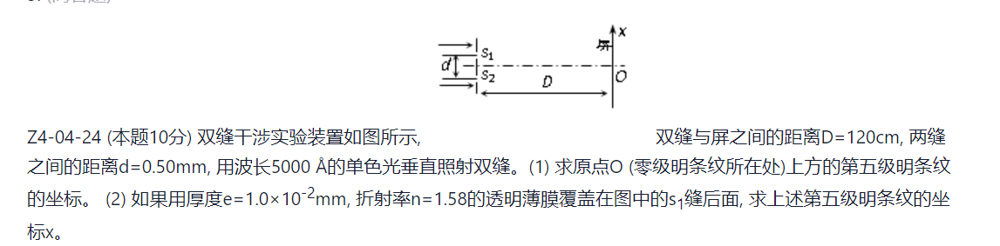 x
屏
s₁
d
s₂
O
D
Z4-04-24 (本题10分) 双缝干涉实验装置如图所示, 双缝与屏之间的距离D=120cm, 两缝
之间的距离d=0.50mm, 用波长5000 Å的单色光垂直照射双缝。(1) 求原点O (零级明条纹所在处)上方的第五级明条纹
的坐标。 (2) 如果用厚度e=1.0×10⁻²mm, 折射率n=1.58的透明薄膜覆盖在图中的s₁缝后面, 求上述第五级明条纹的坐
标x。